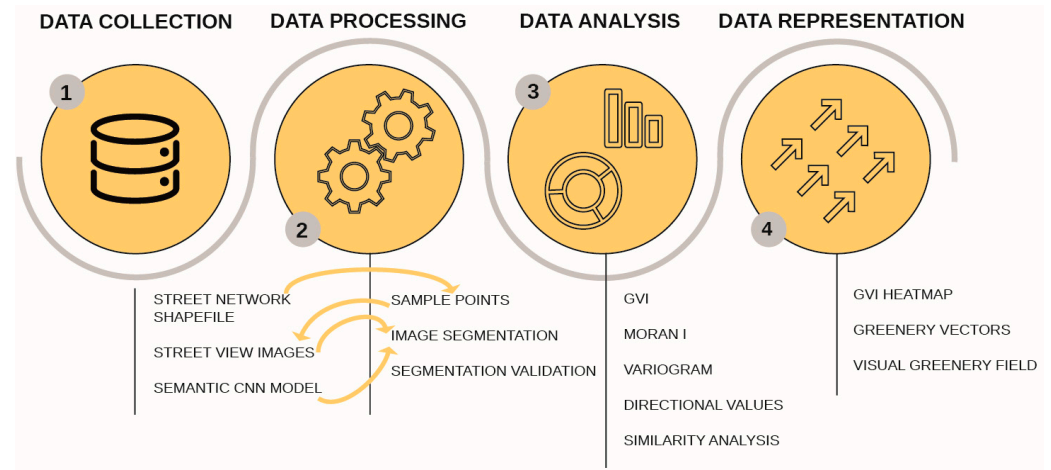 DATA COLLECTION
DATA PROCESSING
DATA ANALYSIS
DATA REPRESENTATION
1
2
3
4
STREET NETWORK
SHAPEFILE
STREET VIEW IMAGES
SEMANTIC CNN MODEL
SAMPLE POINTS
IMAGE SEGMENTATION
SEGMENTATION VALIDATION
GVI
MORAN I
VARIOGRAM
DIRECTIONAL VALUES
SIMILARITY ANALYSIS
GVI HEATMAP
GREENERY VECTORS
VISUAL GREENERY FIELD